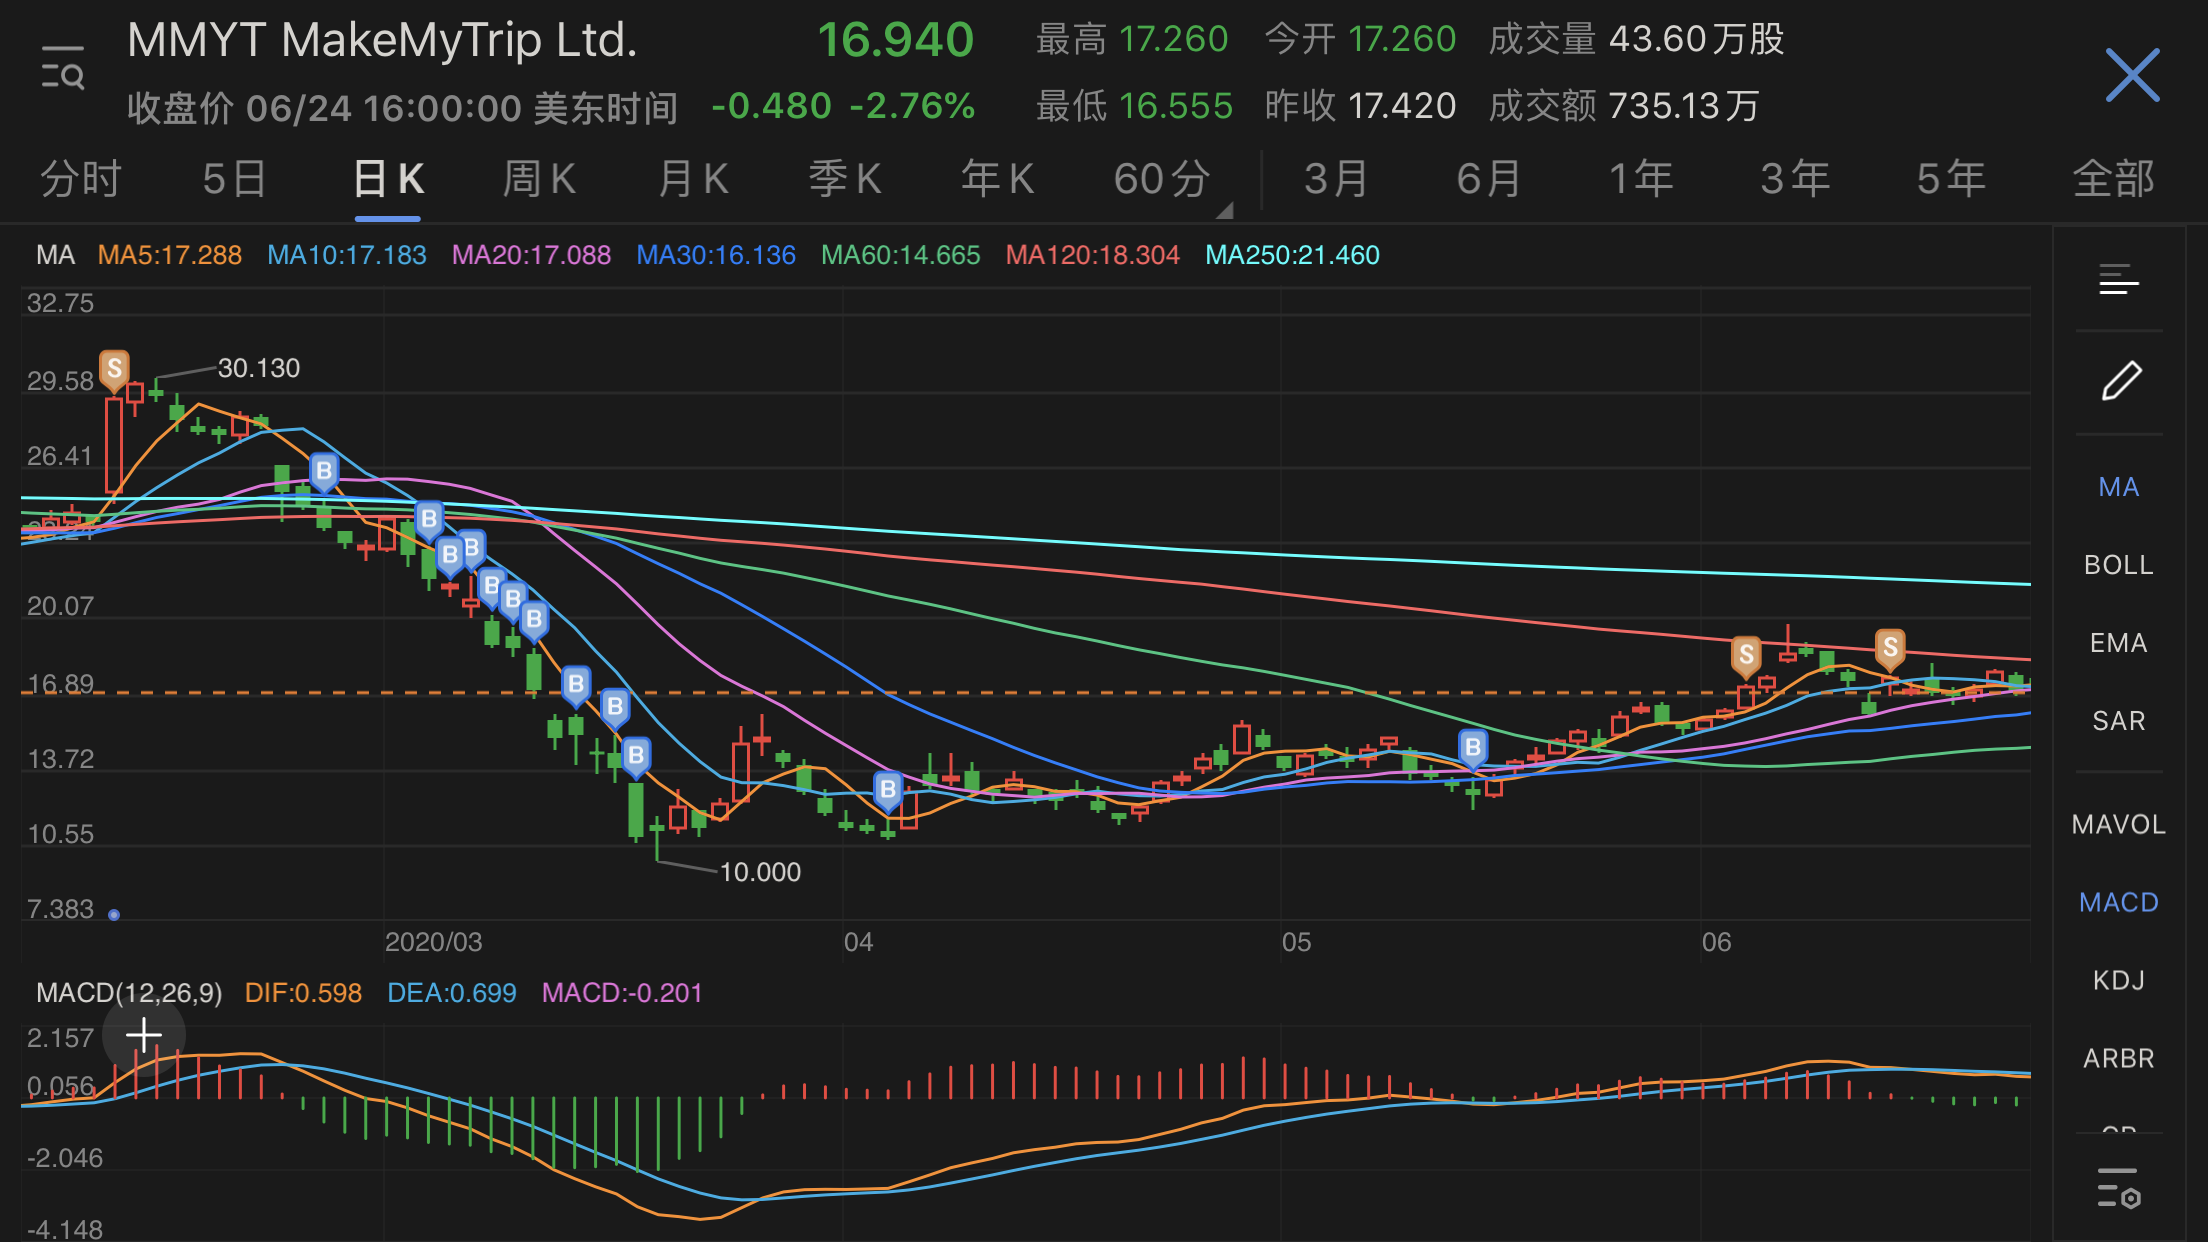 MMYT MakeMyTrip Ltd. 16.940 最高 17.260 今开 17.260 成交量 43.60万股
收盘价 06/24 16:00:00 美东时间 -0.480 -2.76% 最低 16.555 昨收 17.420 成交额 735.13万
分时 5日 日K 周K 月K 季K 年K 60分 3月 6月 1年 3年 5年 全部
MA MA5:17.288 MA10:17.183 MA20:17.088 MA30:16.136 MA60:14.665 MA120:18.304 MA250:21.460
32.75
S 30.130
29.58
26.41
B
B
B B
B
B
B
20.07
S
S
16.89
B
B
B
B
13.72
B
10.55
10.000
7.383
2020/03 04 05 06
MACD(12,26,9) DIF:0.598 DEA:0.699 MACD:-0.201
2.157
0.056
-2.046
-4.148
MA
BOLL
EMA
SAR
MAVOL
MACD
KDJ
ARBR